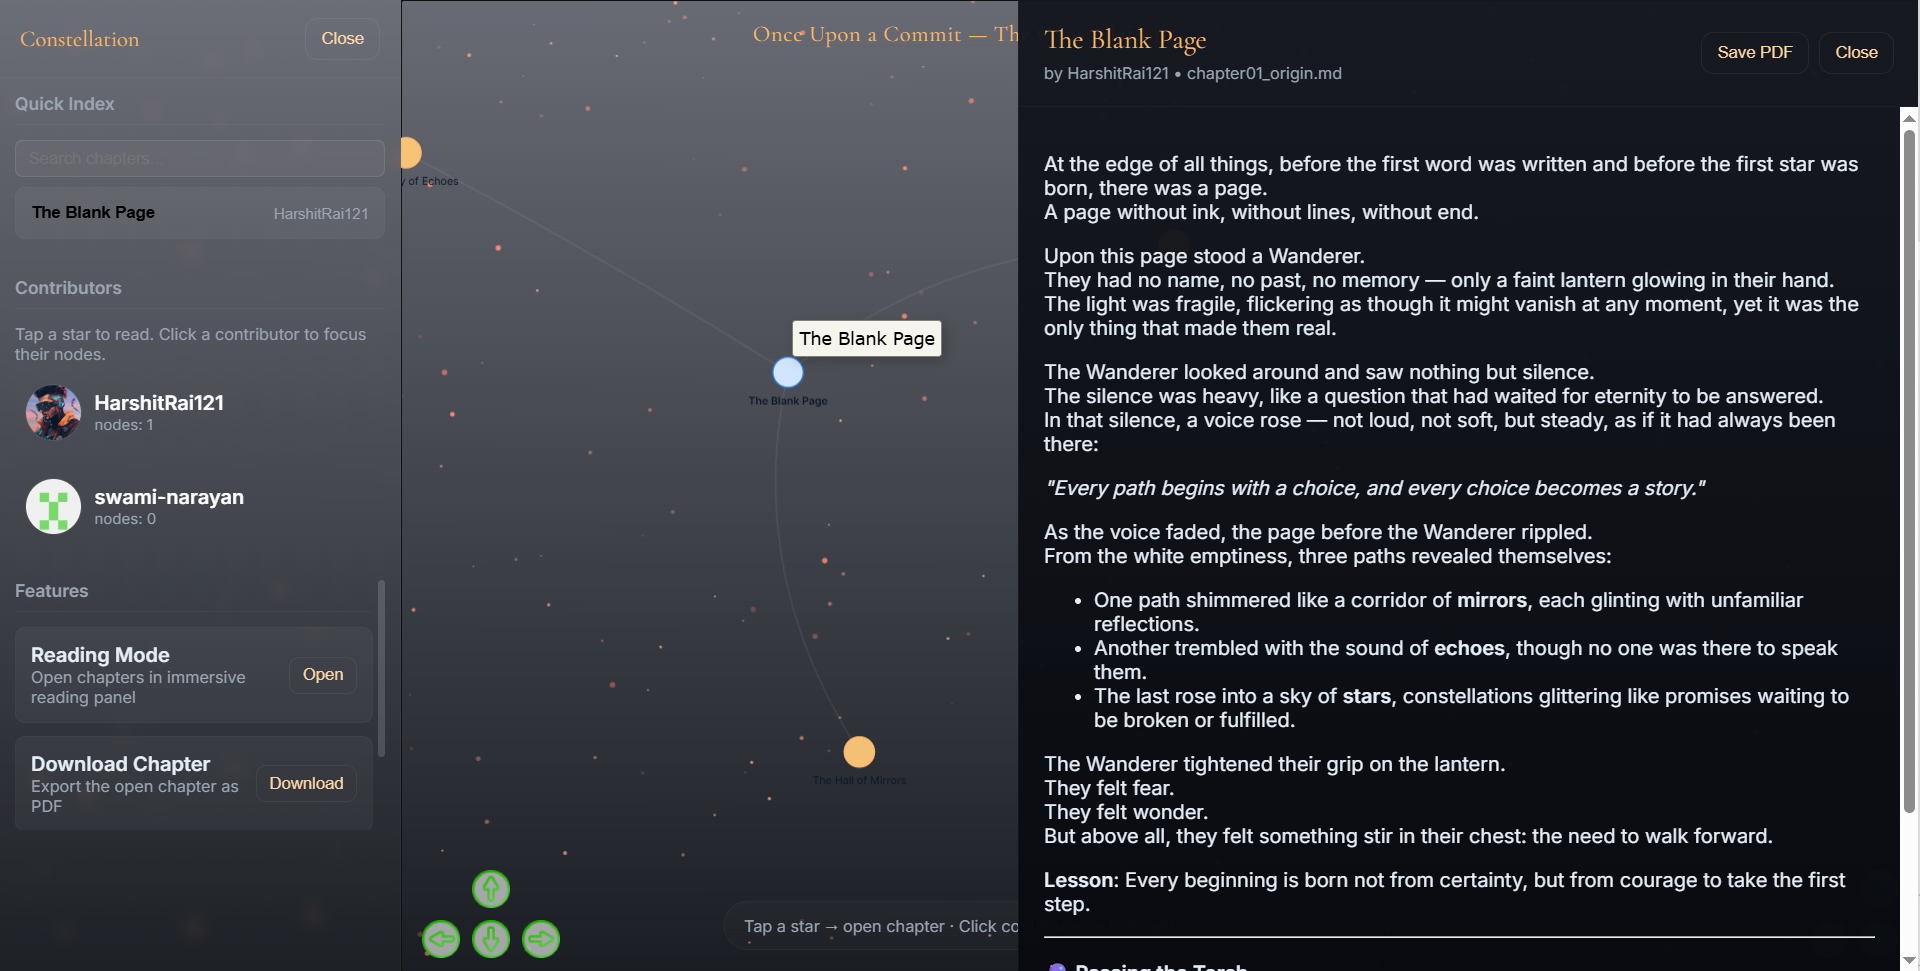 Constellation
Close
Quick Index
Search chapters...
The Blank Page
HarshitRai121
Contributors
Tap a star to read. Click a contributor to focus
their nodes.
HarshitRai121
nodes: 1
swami-narayan
nodes: 0
Features
Reading Mode
Open chapters in immersive
reading panel
Open
Download Chapter
Export the open chapter as
PDF
Download
Once Upon a Commit — Th
y of Echoes
The Blank Page
The Blank Page
The Hall of Mirrors
Tap a star → open chapter · Click co
The Blank Page
by HarshitRai121 • chapter01_origin.md
Save PDF
Close
At the edge of all things, before the first word was written and before the first star was
born, there was a page.
A page without ink, without lines, without end.
Upon this page stood a Wanderer.
They had no name, no past, no memory — only a faint lantern glowing in their hand.
The light was fragile, flickering as though it might vanish at any moment, yet it was the
only thing that made them real.
The Wanderer looked around and saw nothing but silence.
The silence was heavy, like a question that had waited for eternity to be answered.
In that silence, a voice rose — not loud, not soft, but steady, as if it had always been
there:
"Every path begins with a choice, and every choice becomes a story."
As the voice faded, the page before the Wanderer rippled.
From the white emptiness, three paths revealed themselves:
• One path shimmered like a corridor of mirrors, each glinting with unfamiliar
reflections.
• Another trembled with the sound of echoes, though no one was there to speak
them.
• The last rose into a sky of stars, constellations glittering like promises waiting to
be broken or fulfilled.
The Wanderer tightened their grip on the lantern.
They felt fear.
They felt wonder.
But above all, they felt something stir in their chest: the need to walk forward.
Lesson: Every beginning is born not from certainty, but from courage to take the first
step.
Passing the Torch